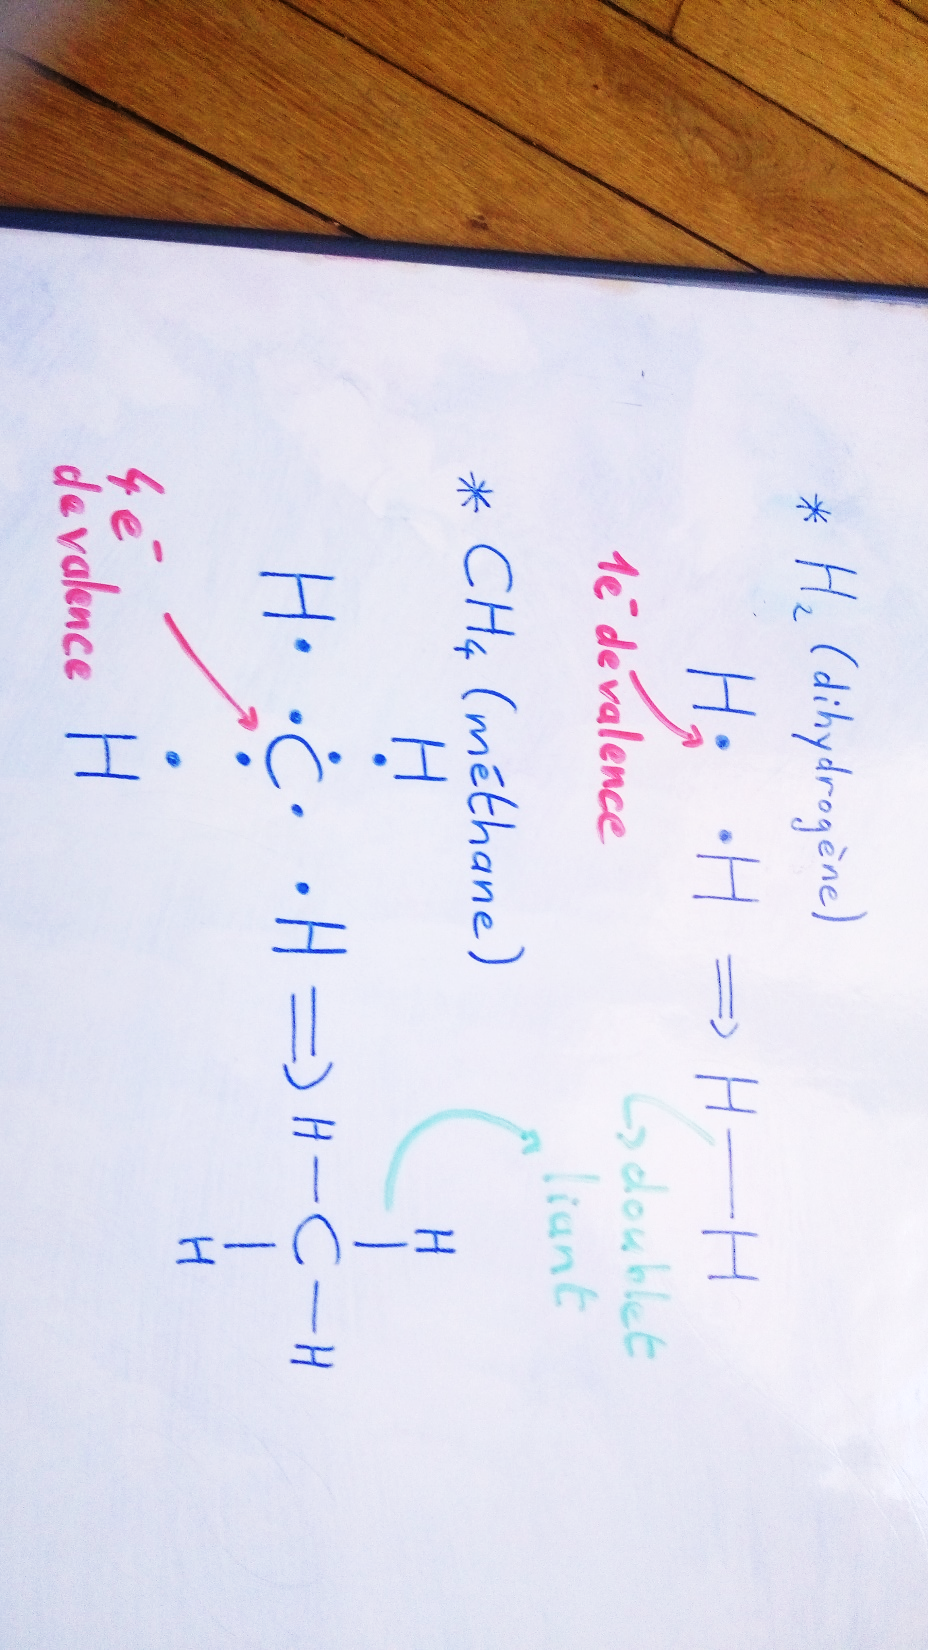 * H₂ (dihydrogène)
H• •H ⇒ H—H
1e⁻ de valence
↳ doublet
liant
* CH₄ (méthane)
H
•
•
H• •C• •H ⇒ H—C—H
•
•
H
H
|
|
H
4e⁻
de valence